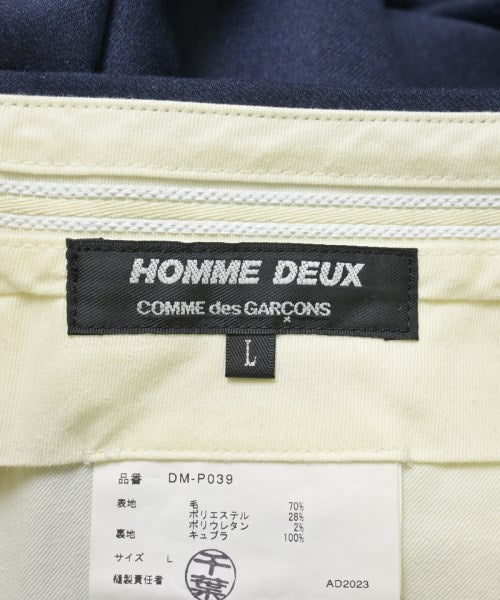 HOMME DEUX
COMME des GARÇONS
L
品番 DM-P039
表地 毛 70%
ポリエステル 28%
ポリウレタン 2%
裏地 キュプラ 100%
サイズ L
千葉
縫製責任者 AD2023